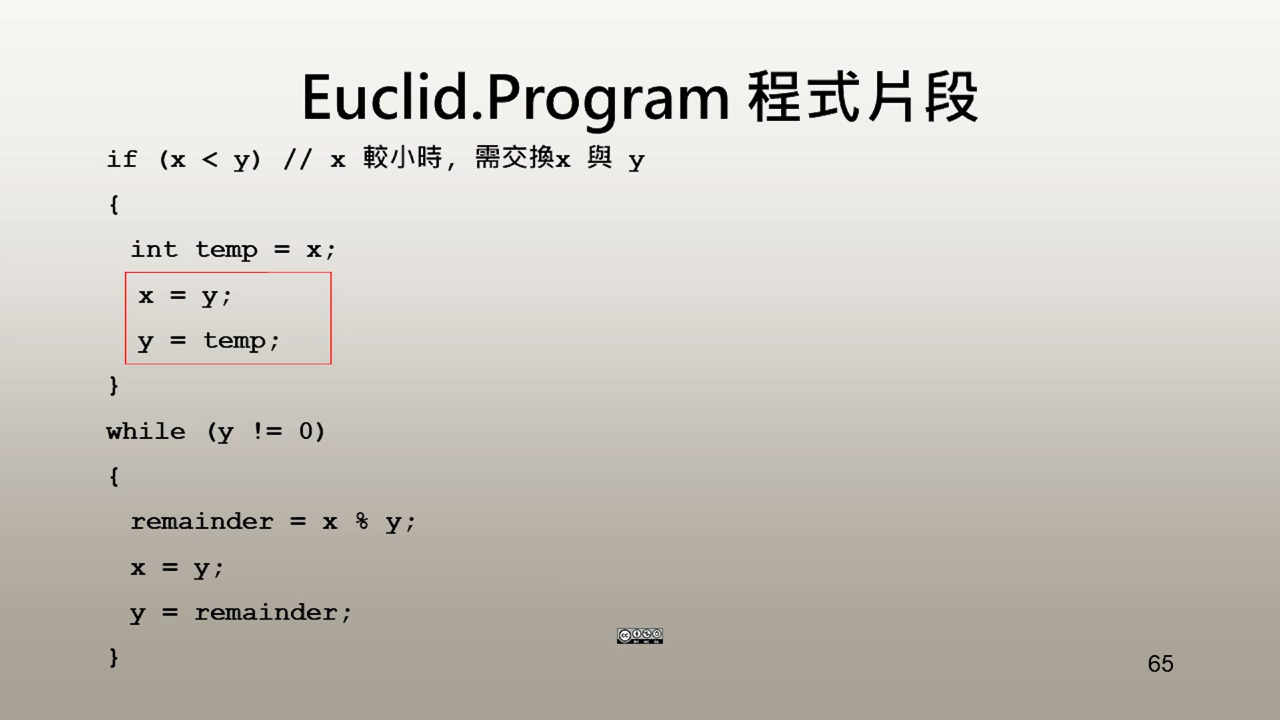 Euclid.Program 程式片段
if (x < y) // x 較小時, 需交換x 與 y
{
int temp = x;
x = y;
y = temp;
}
while (y != 0)
{
remainder = x % y;
x = y;
y = remainder;
}
65